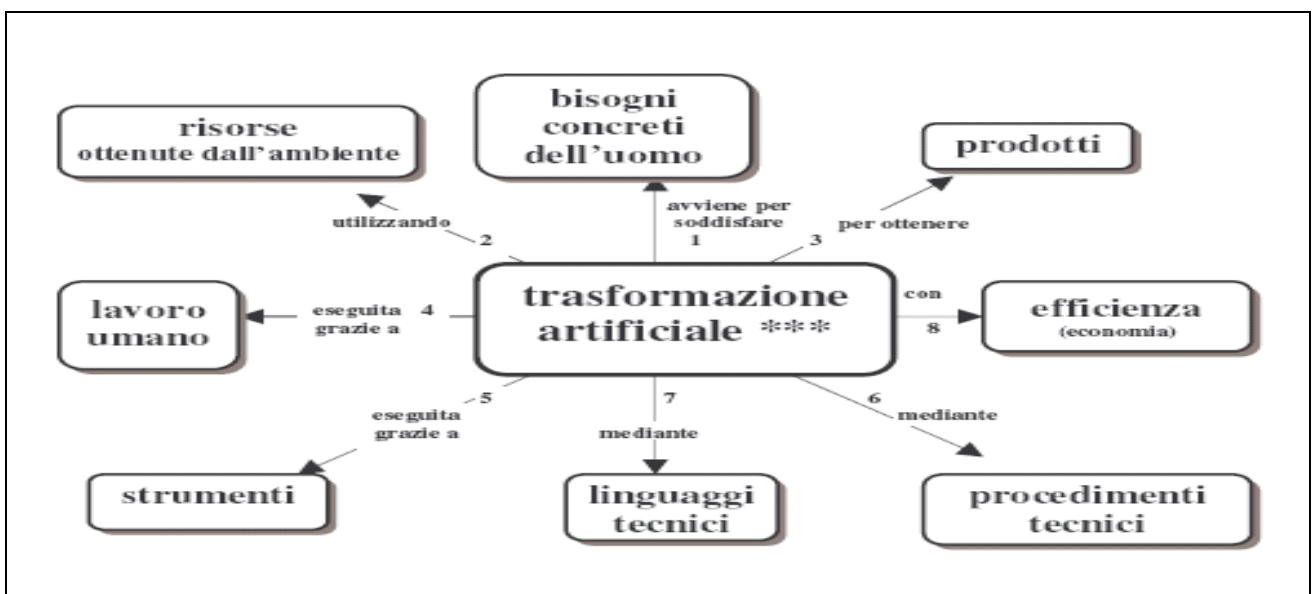 bisogni
concreti
dell'uomo
risorse
ottenute dall'ambiente
prodotti
avviene per
soddisfare
1
utilizzando
2
per ottenere
3
trasformazione
artificiale ***
lavoro
umano
eseguita
grazie a
4
con
8
efficienza
(economia)
5
eseguita
grazie a
7
mediante
6
mediante
strumenti
linguaggi
tecnici
procedimenti
tecnici